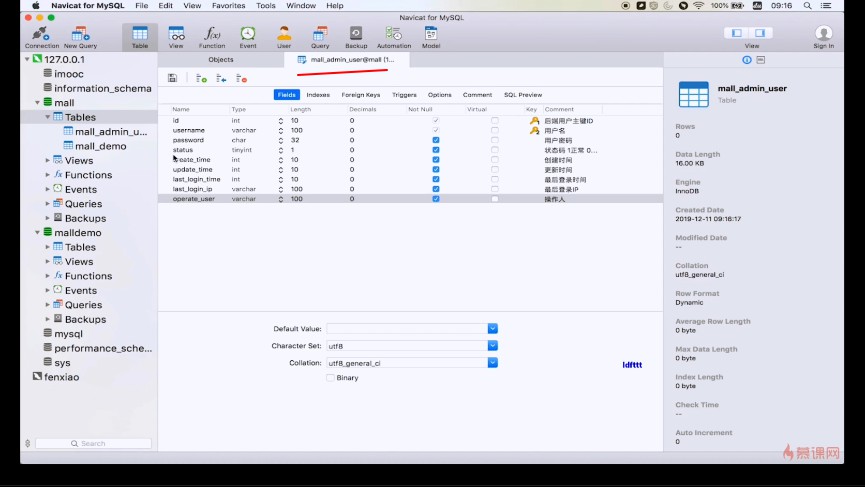 Navicat for MySQL File Edit View Favorites Tools Window Help 100% 09:16
Navicat for MySQL
Connection New Query Table View Function Event User Query Backup Automation Model View Sign In
127.0.0.1
imooc
information_schema
mall
Tables
mall_admin_u...
mall_demo
Views
Functions
Events
Queries
Backups
malldemo
Tables
Views
Functions
Events
Queries
Backups
mysql
performance_sche...
sys
fenxiao
Search
Objects mall_admin_user@mall (1...
Fields Indexes Foreign Keys Triggers Options Comment SQL Preview
Name Type Length Decimals Not Null Virtual Key Comment
id int 10 0 1 后端用户主键ID
username varchar 100 0 2 用户名
password char 32 0 用户密码
status tinyint 1 0 状态码 1正常 0...
create_time int 10 0 创建时间
update_time int 10 0 更新时间
last_login_time int 10 0 最后登录时间
last_login_ip varchar 100 0 最后登录IP
operate_user varchar 100 0 操作人
Default Value:
Character Set: utf8
Collation: utf8_general_ci
Binary
ldfttt
mall_admin_user
Table
Rows
0
Data Length
16.00 KB
Engine
InnoDB
Created Date
2019-12-11 09:16:17
Modified Date
--
Collation
utf8_general_ci
Row Format
Dynamic
Average Row Length
0 byte
Max Data Length
0 byte
Index Length
0 byte
Check Time
--
Auto Increment
0
慕课网